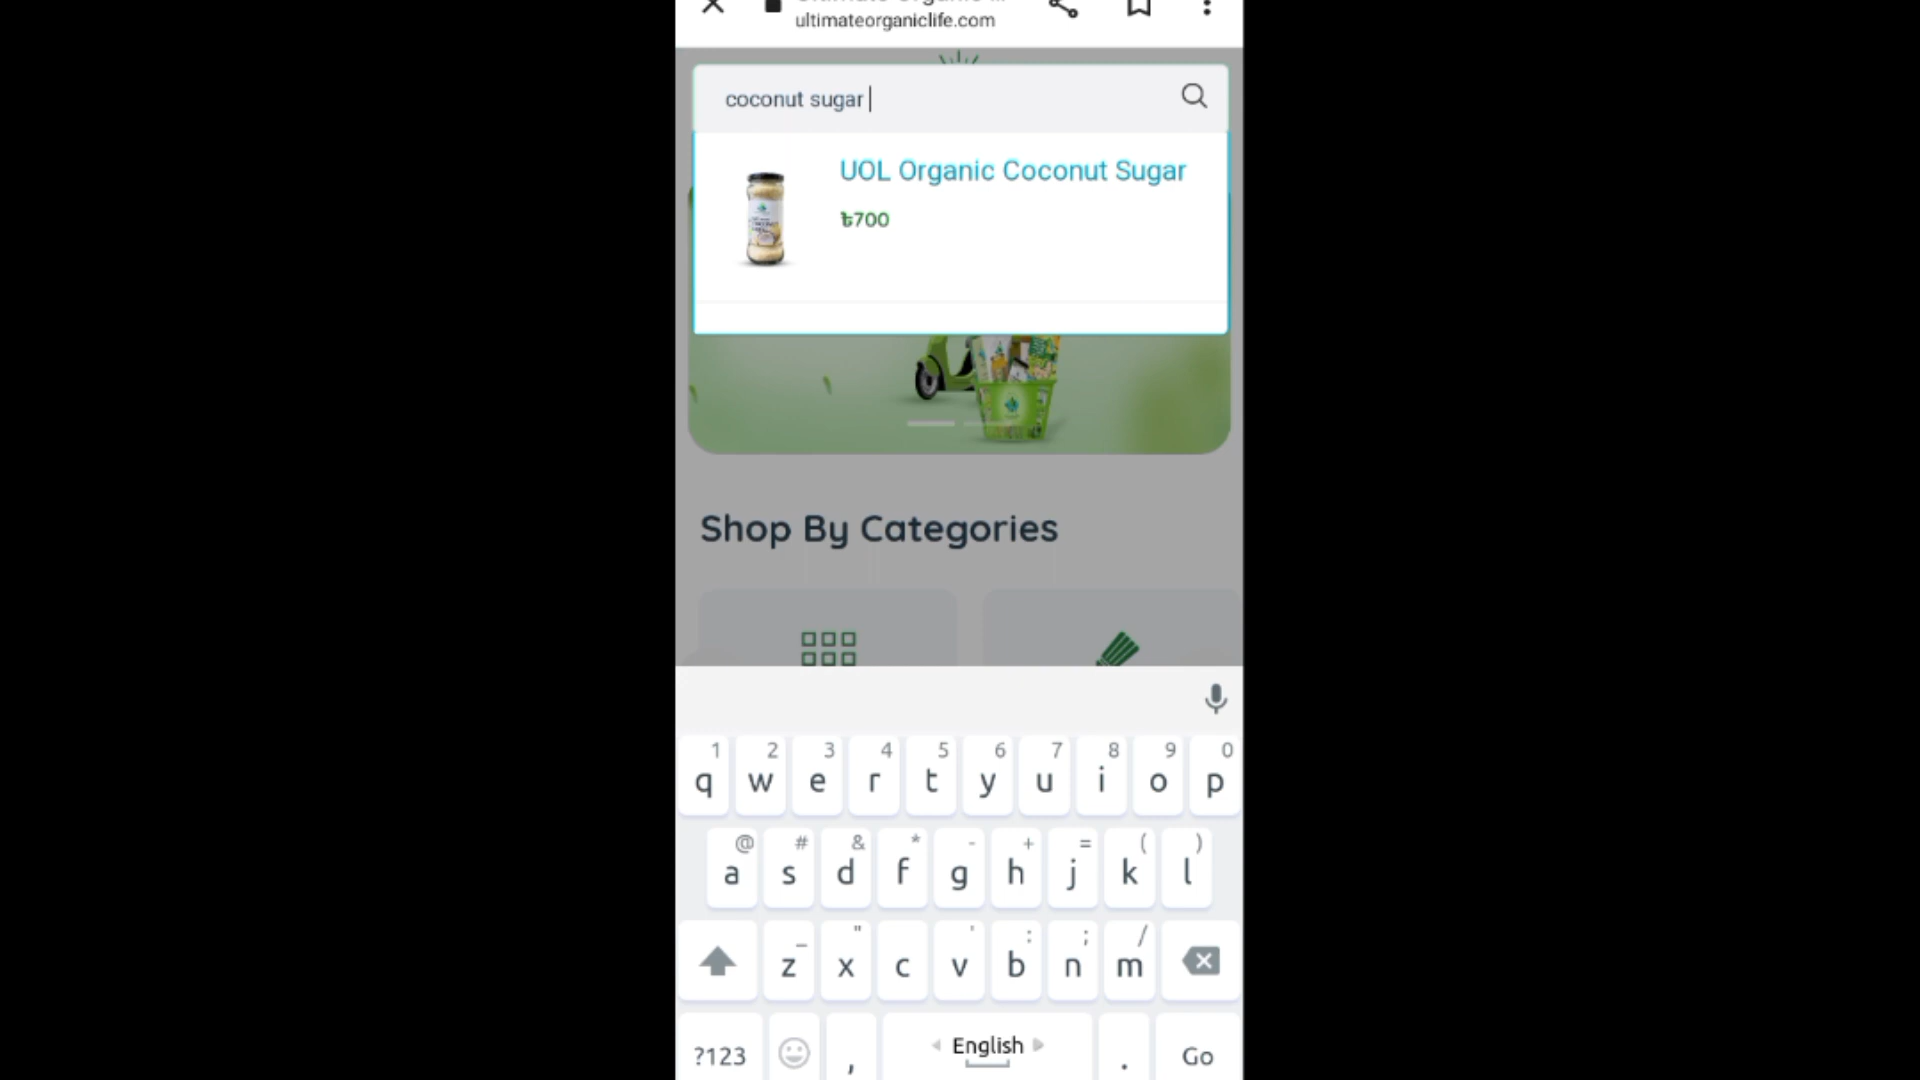 ultimateorganiclife.com
coconut sugar
UOL Organic Coconut Sugar
৳700
Shop By Categories
1 2 3 4 5 6 7 8 9 0
q w e r t y u i o p
@ # & * - + = ( )
a s d f g h j k l
_ " ' : ; /
z x c v b n m
?123 , English . Go